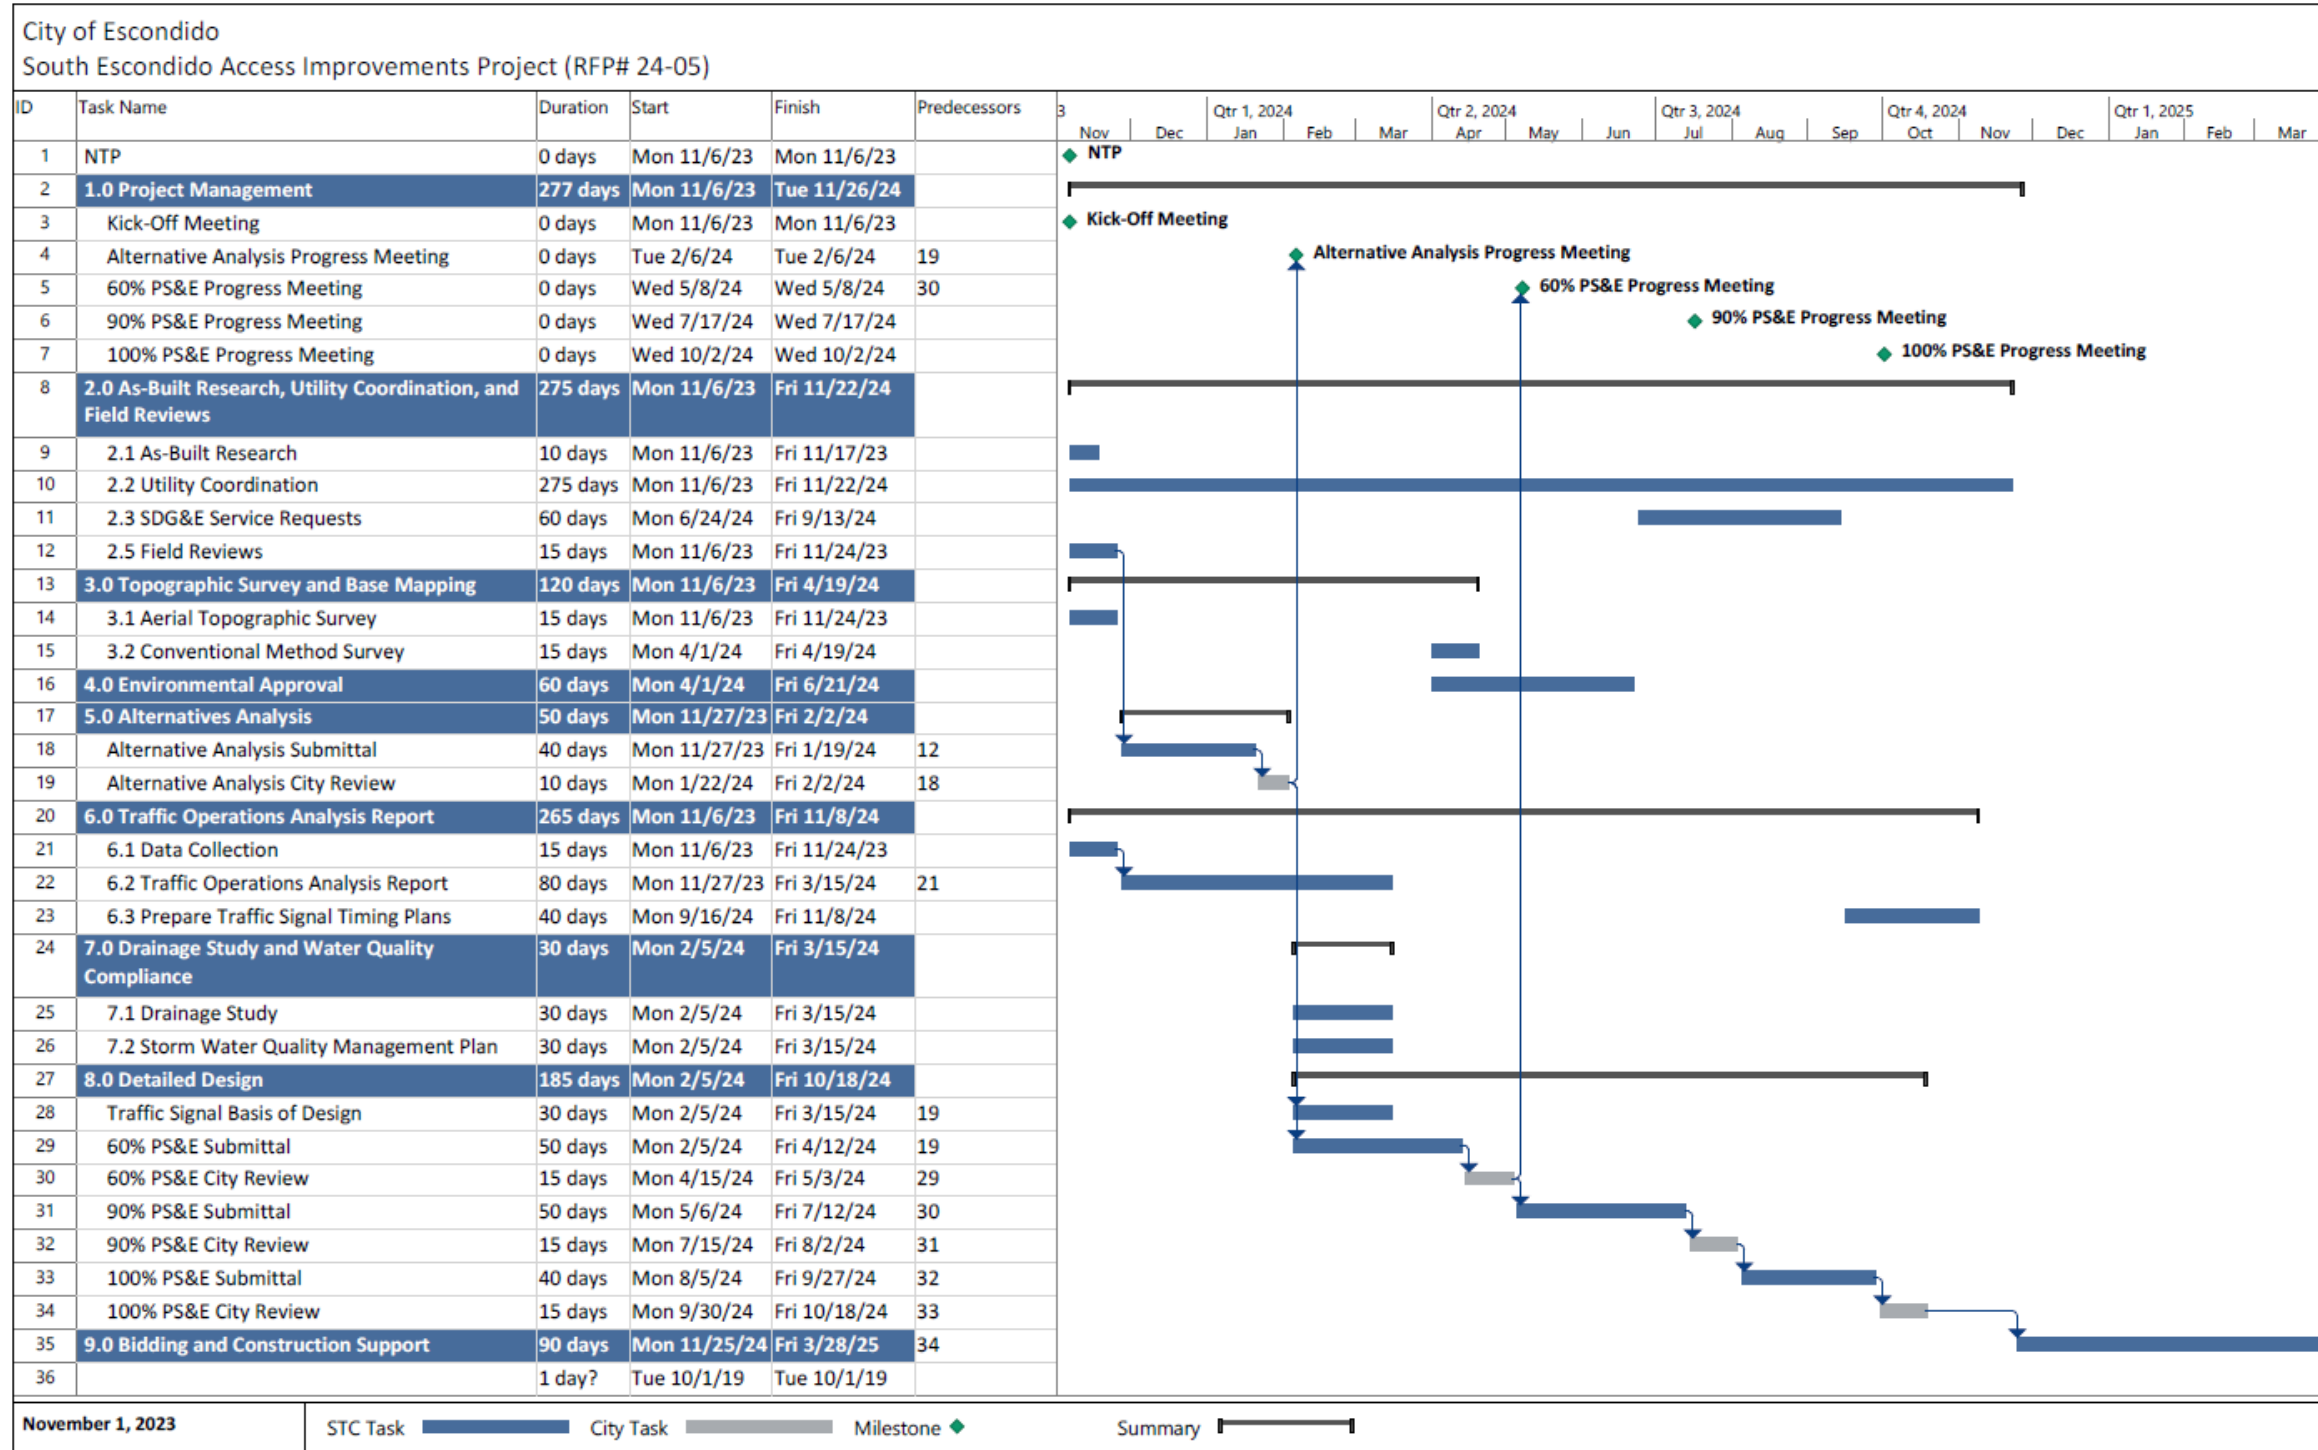 City of Escondido
South Escondido Access Improvements Project (RFP# 24-05)
ID Task Name Duration Start Finish Predecessors 3 Qtr 1, 2024 Qtr 2, 2024 Qtr 3, 2024 Qtr 4, 2024 Qtr 1, 2025
Nov Dec Jan Feb Mar Apr May Jun Jul Aug Sep Oct Nov Dec Jan Feb Mar
1 NTP 0 days Mon 11/6/23 Mon 11/6/23 NTP
2 1.0 Project Management 277 days Mon 11/6/23 Tue 11/26/24
3 Kick-Off Meeting 0 days Mon 11/6/23 Mon 11/6/23 Kick-Off Meeting
4 Alternative Analysis Progress Meeting 0 days Tue 2/6/24 Tue 2/6/24 19 Alternative Analysis Progress Meeting
5 60% PS&E Progress Meeting 0 days Wed 5/8/24 Wed 5/8/24 30 60% PS&E Progress Meeting
6 90% PS&E Progress Meeting 0 days Wed 7/17/24 Wed 7/17/24 90% PS&E Progress Meeting
7 100% PS&E Progress Meeting 0 days Wed 10/2/24 Wed 10/2/24 100% PS&E Progress Meeting
8 2.0 As-Built Research, Utility Coordination, and 275 days Mon 11/6/23 Fri 11/22/24
Field Reviews
9 2.1 As-Built Research 10 days Mon 11/6/23 Fri 11/17/23
10 2.2 Utility Coordination 275 days Mon 11/6/23 Fri 11/22/24
11 2.3 SDG&E Service Requests 60 days Mon 6/24/24 Fri 9/13/24
12 2.5 Field Reviews 15 days Mon 11/6/23 Fri 11/24/23
13 3.0 Topographic Survey and Base Mapping 120 days Mon 11/6/23 Fri 4/19/24
14 3.1 Aerial Topographic Survey 15 days Mon 11/6/23 Fri 11/24/23
15 3.2 Conventional Method Survey 15 days Mon 4/1/24 Fri 4/19/24
16 4.0 Environmental Approval 60 days Mon 4/1/24 Fri 6/21/24
17 5.0 Alternatives Analysis 50 days Mon 11/27/23 Fri 2/2/24
18 Alternative Analysis Submittal 40 days Mon 11/27/23 Fri 1/19/24 12
19 Alternative Analysis City Review 10 days Mon 1/22/24 Fri 2/2/24 18
20 6.0 Traffic Operations Analysis Report 265 days Mon 11/6/23 Fri 11/8/24
21 6.1 Data Collection 15 days Mon 11/6/23 Fri 11/24/23
22 6.2 Traffic Operations Analysis Report 80 days Mon 11/27/23 Fri 3/15/24 21
23 6.3 Prepare Traffic Signal Timing Plans 40 days Mon 9/16/24 Fri 11/8/24
24 7.0 Drainage Study and Water Quality 30 days Mon 2/5/24 Fri 3/15/24
Compliance
25 7.1 Drainage Study 30 days Mon 2/5/24 Fri 3/15/24
26 7.2 Storm Water Quality Management Plan 30 days Mon 2/5/24 Fri 3/15/24
27 8.0 Detailed Design 185 days Mon 2/5/24 Fri 10/18/24
28 Traffic Signal Basis of Design 30 days Mon 2/5/24 Fri 3/15/24 19
29 60% PS&E Submittal 50 days Mon 2/5/24 Fri 4/12/24 19
30 60% PS&E City Review 15 days Mon 4/15/24 Fri 5/3/24 29
31 90% PS&E Submittal 50 days Mon 5/6/24 Fri 7/12/24 30
32 90% PS&E City Review 15 days Mon 7/15/24 Fri 8/2/24 31
33 100% PS&E Submittal 40 days Mon 8/5/24 Fri 9/27/24 32
34 100% PS&E City Review 15 days Mon 9/30/24 Fri 10/18/24 33
35 9.0 Bidding and Construction Support 90 days Mon 11/25/24 Fri 3/28/25 34
36 1 day? Tue 10/1/19 Tue 10/1/19
November 1, 2023 STC Task City Task Milestone Summary